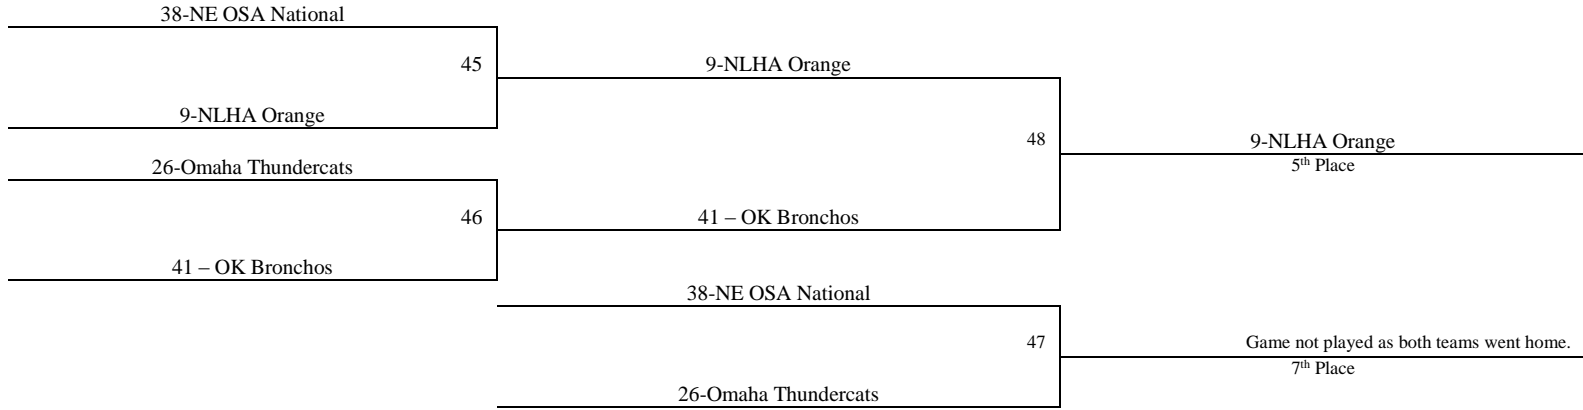 38-NE OSA National
45
9-NLHA Orange
9-NLHA Orange
48
9-NLHA Orange
5th Place
26-Omaha Thundercats
46
41 – OK Bronchos
41 – OK Bronchos
38-NE OSA National
47
Game not played as both teams went home.
7th Place
26-Omaha Thundercats